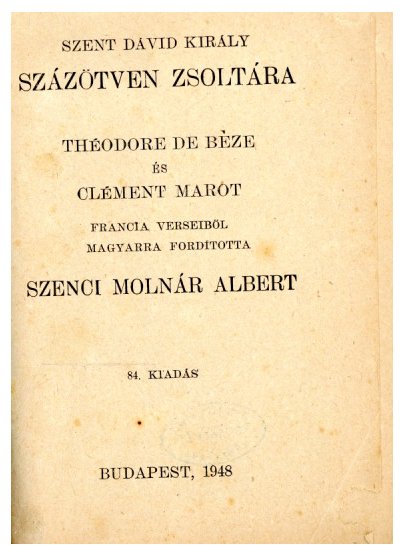 SZENT DÁVID KIRÁLY
SZÁZÖTVEN ZSOLTÁRA
THÉODORE DE BÈZE
ÉS
CLÉMENT MAROT
FRANCIA VERSEIBŐL
MAGYARRA FORDÍTOTTA
SZENCI MOLNÁR ALBERT
84. KIADÁS
BUDAPEST, 1948